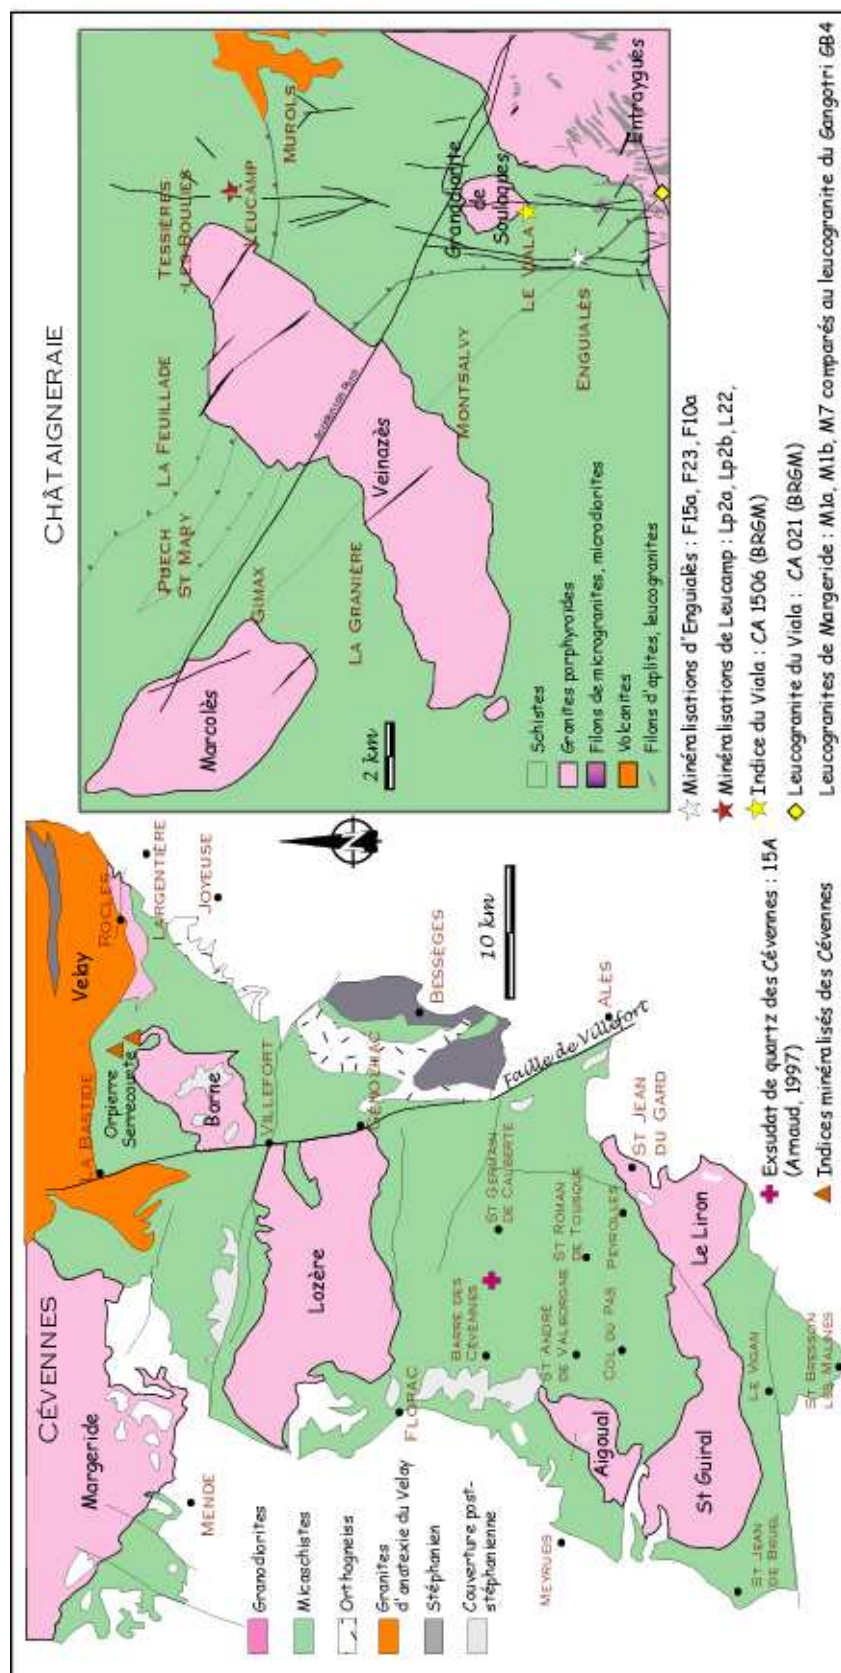 CÉVENNES
Margeride
MENDE
Velay
LA BASTIDE
Orpierre
Serrecourte
ROCLES
LARGENTIÈRE
JOYEUSE
Borne
VILLEFORT
Lozère
GÉNOLHAC
BESSÈGES
10 km
N
Faille de Villefort
ALÈS
FLORAC
BARRE DES
CÉVENNES
ST GERMAN
DE CALBERTE
ST ANDRÉ
DE VALBORGNE
ST ROMAN
DE TOUSQUE
COL DU PAS
PEYROLLES
ST JEAN
DU GARD
MEYRUEIS
Aigoual
St Guiral
Le Liron
ST JEAN
DE BRUEL
LE VIGAN
ST BRESSON
LES MALINES
Granodiorites
Micaschistes
Orthogneiss
Granites
d'anatexie du Velay
Stéphanien
Couverture post-
stéphanienne
Exsudat de quartz des Cévennes : 15A
(Arnaud, 1997)
Indices minéralisés des Cévennes
CHÂTAIGNERAIE
Marcolès
PUECH
ST MARY
LA FEUILLADE
TESSIÈRES
-LES-BOULIES
LEUCAMP
MUROLS
GIMAX
LA GRANIÈRE
Veinazès
MONTSALVY
Granodiorite
de
Soulaques
LE VIALA
ENGUIALÈS
Entraygues
2 km
Schistes
Granites porphyroïdes
Filons de microgranites, microdiorites
Volcanites
Filons d'aplites, leucogranites
Minéralisations d'Enguialès : F15a, F23, F10a
Minéralisations de Leucamp : Lp2a, Lp2b, L22,
Indice du Viala : CA 1506 (BRGM)
Leucogranite du Viala : CA 021 (BRGM)
Leucogranites de Margeride : M1a, M1b, M7 comparés au leucogranite du Gangotri GB4